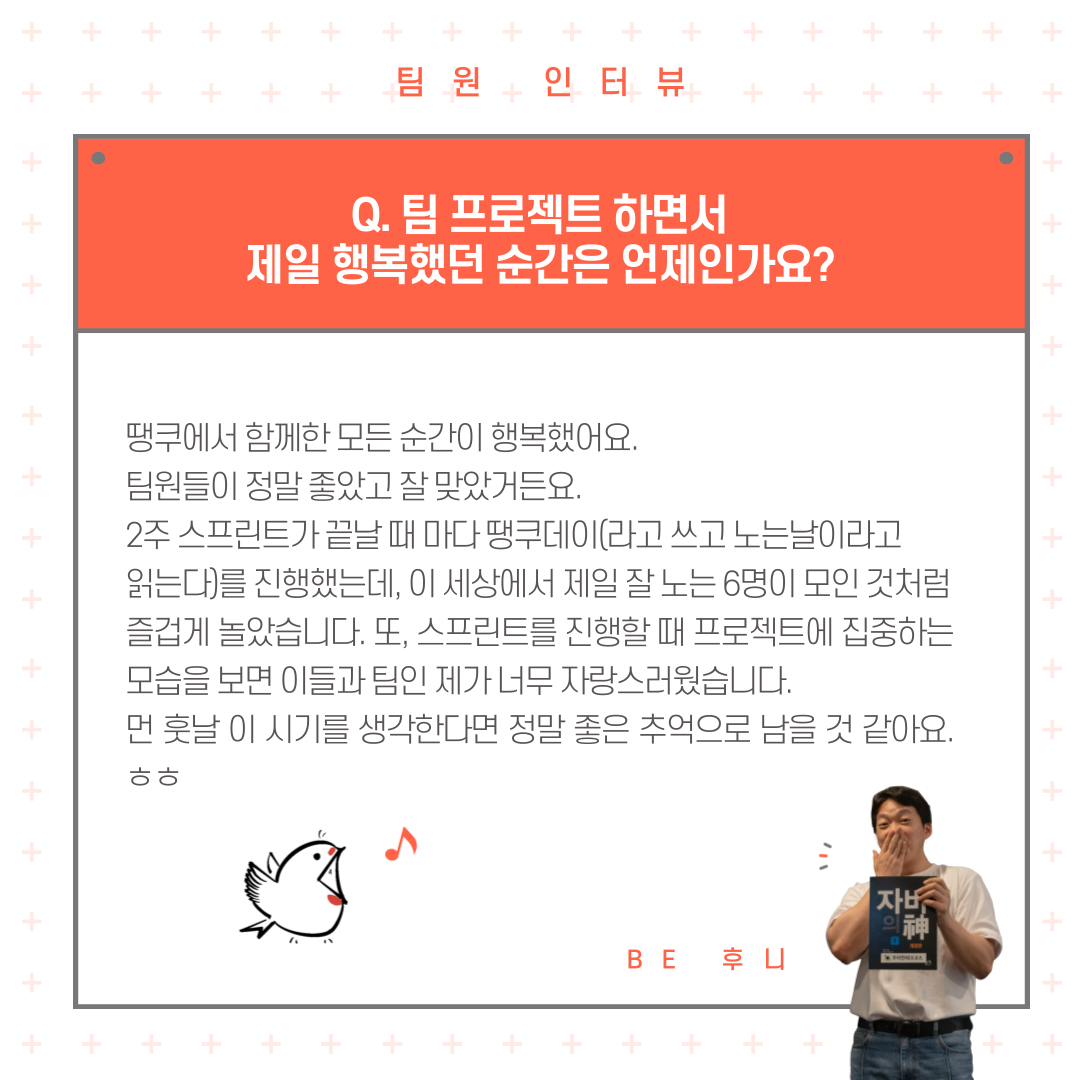 팀원 인터뷰
Q. 팀 프로젝트 하면서
제일 행복했던 순간은 언제인가요?
땡쿠에서 함께한 모든 순간이 행복했어요.
팀원들이 정말 좋았고 잘 맞았거든요.
2주 스프린트가 끝날 때 마다 땡쿠데이(라고 쓰고 노는날이라고
읽는다)를 진행했는데, 이 세상에서 제일 잘 노는 6명이 모인 것처럼
즐겁게 놀았습니다. 또, 스프린트를 진행할 때 프로젝트에 집중하는
모습을 보면 이들과 팀인 제가 너무 자랑스러웠습니다.
먼 훗날 이 시기를 생각한다면 정말 좋은 추억으로 남을 것 같아요.
ㅎㅎ
자바
의 神
BE 후니